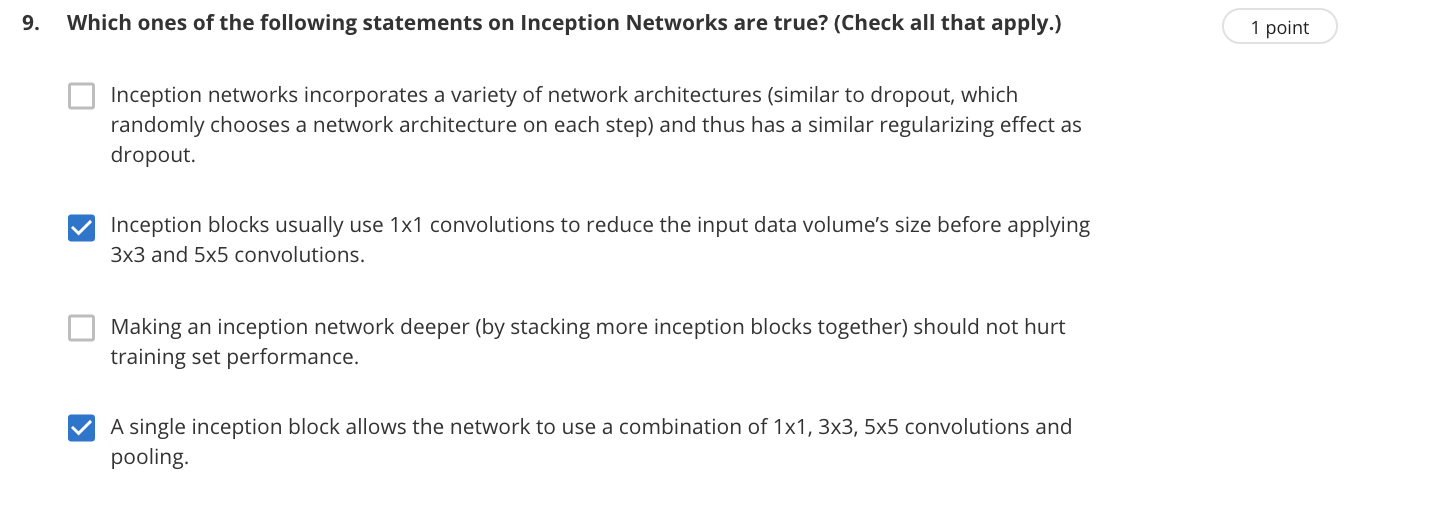 9. Which ones of the following statements on Inception Networks are true? (Check all that apply.) 1 point
Inception networks incorporates a variety of network architectures (similar to dropout, which
randomly chooses a network architecture on each step) and thus has a similar regularizing effect as
dropout.
Inception blocks usually use 1x1 convolutions to reduce the input data volume’s size before applying
3x3 and 5x5 convolutions.
Making an inception network deeper (by stacking more inception blocks together) should not hurt
training set performance.
A single inception block allows the network to use a combination of 1x1, 3x3, 5x5 convolutions and
pooling.